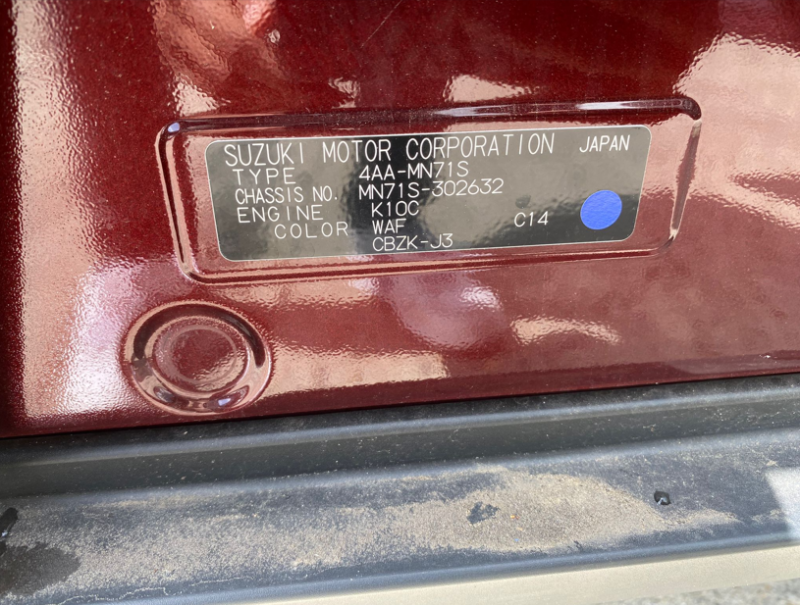 SUZUKI MOTOR CORPORATION JAPAN
TYPE 4AA-MN71S
CHASSIS NO. MN71S-302632
ENGINE K10C
COLOR WAF C14
CBZK-J3